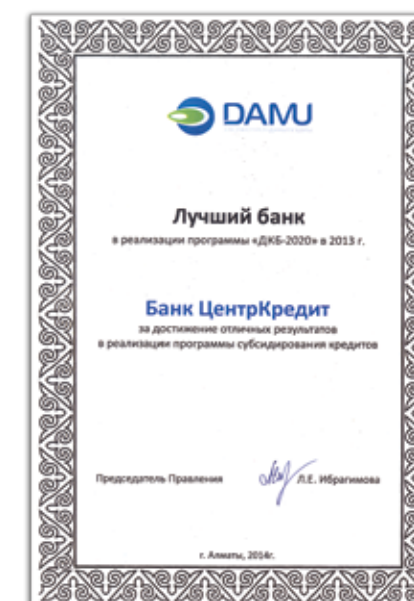 DAMU
Лучший банк
в реализации программы «ДКБ-2020» в 2013 г.
Банк ЦентрКредит
за достижение отличных результатов
в реализации программы субсидирования кредитов
Председатель Правления
Л.Е. Ибрагимова
г. Алматы, 2014г.